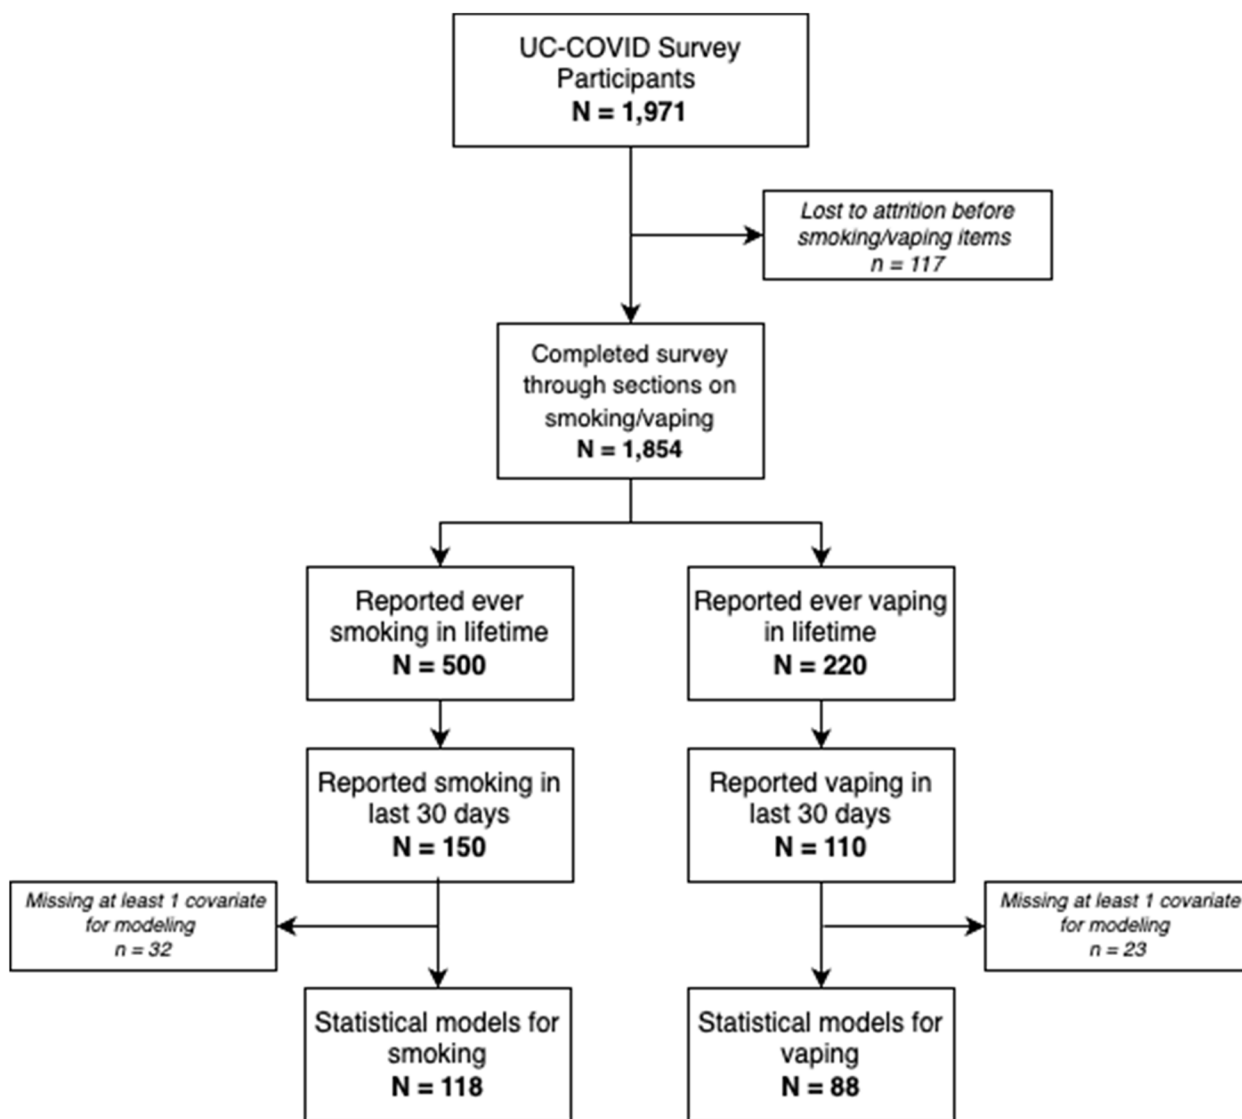 UC-COVID Survey
Participants
N = 1,971
Lost to attrition before
smoking/vaping items
n = 117
Completed survey
through sections on
smoking/vaping
N = 1,854
Reported ever
smoking in lifetime
N = 500
Reported ever vaping
in lifetime
N = 220
Reported smoking in
last 30 days
N = 150
Reported vaping in
last 30 days
N = 110
Missing at least 1 covariate
for modeling
n = 32
Missing at least 1 covariate
for modeling
n = 23
Statistical models for
smoking
N = 118
Statistical models for
vaping
N = 88